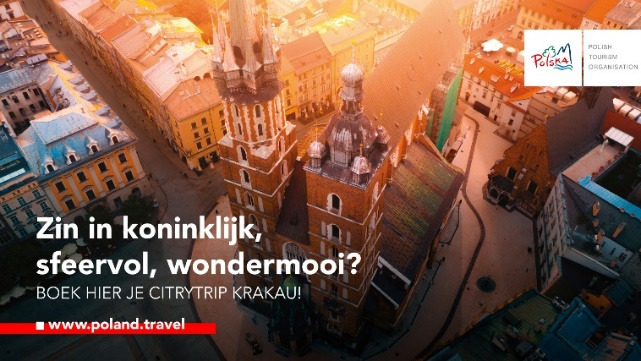 POLSKA
POLISH
TOURISM
ORGANISATION
Zin in koninklijk,
sfeervol, wondermooi?
BOEK HIER JE CITRYTRIP KRAKAU!
www.poland.travel